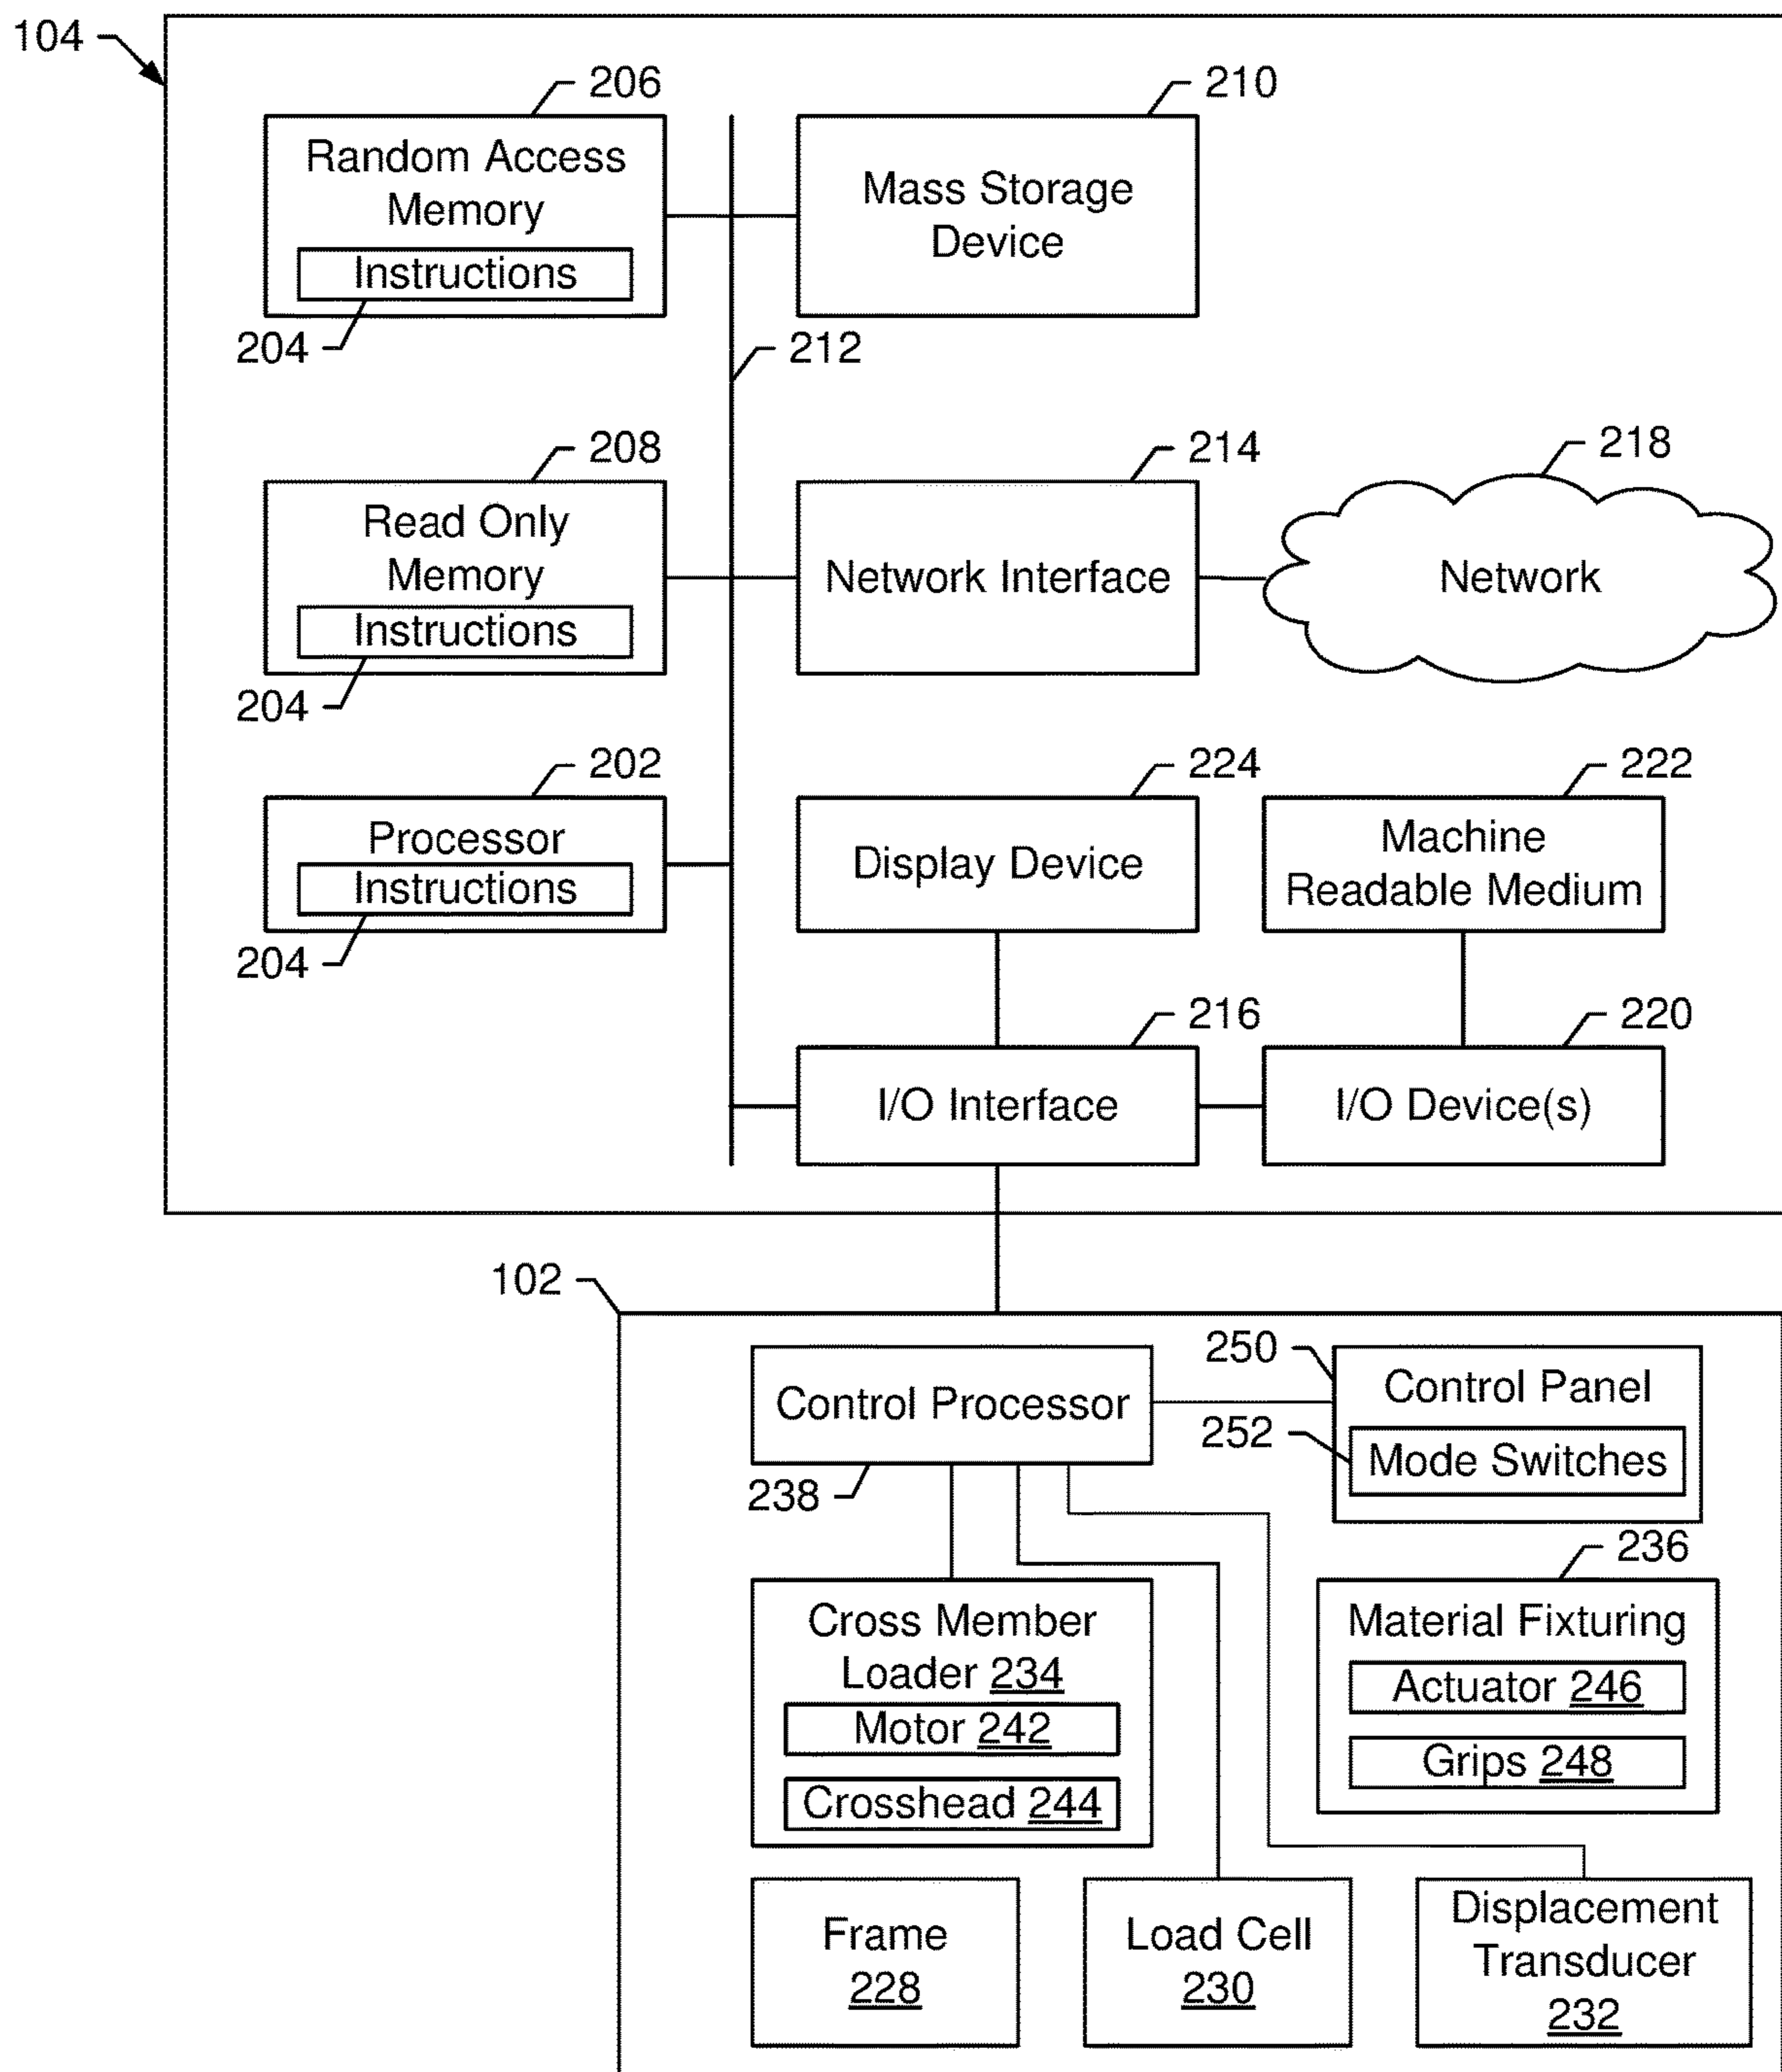 104
206
Random Access
Memory
Instructions
204
210
Mass Storage
Device
212
208
Read Only
Memory
Instructions
204
214
Network Interface
218
Network
202
Processor
Instructions
204
224
Display Device
222
Machine
Readable Medium
216
I/O Interface
220
I/O Device(s)
102
Control Processor
238
250
Control Panel
252
Mode Switches
Cross Member
Loader 234
Motor 242
Crosshead 244
236
Material Fixturing
Actuator 246
Grips 248
Frame
228
Load Cell
230
Displacement
Transducer
232